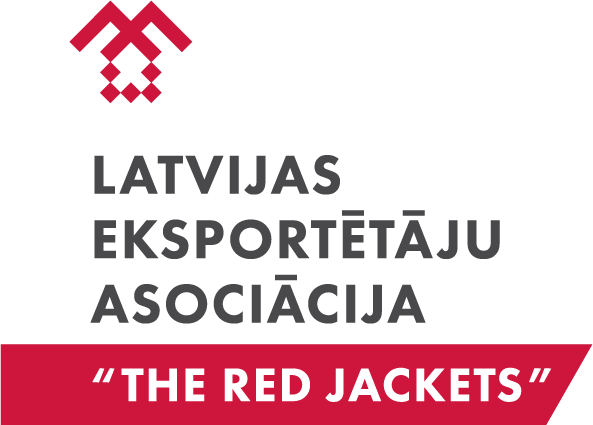 LATVIJAS
EKSPORTĒTĀJU
ASOCIĀCIJA
“THE RED JACKETS”